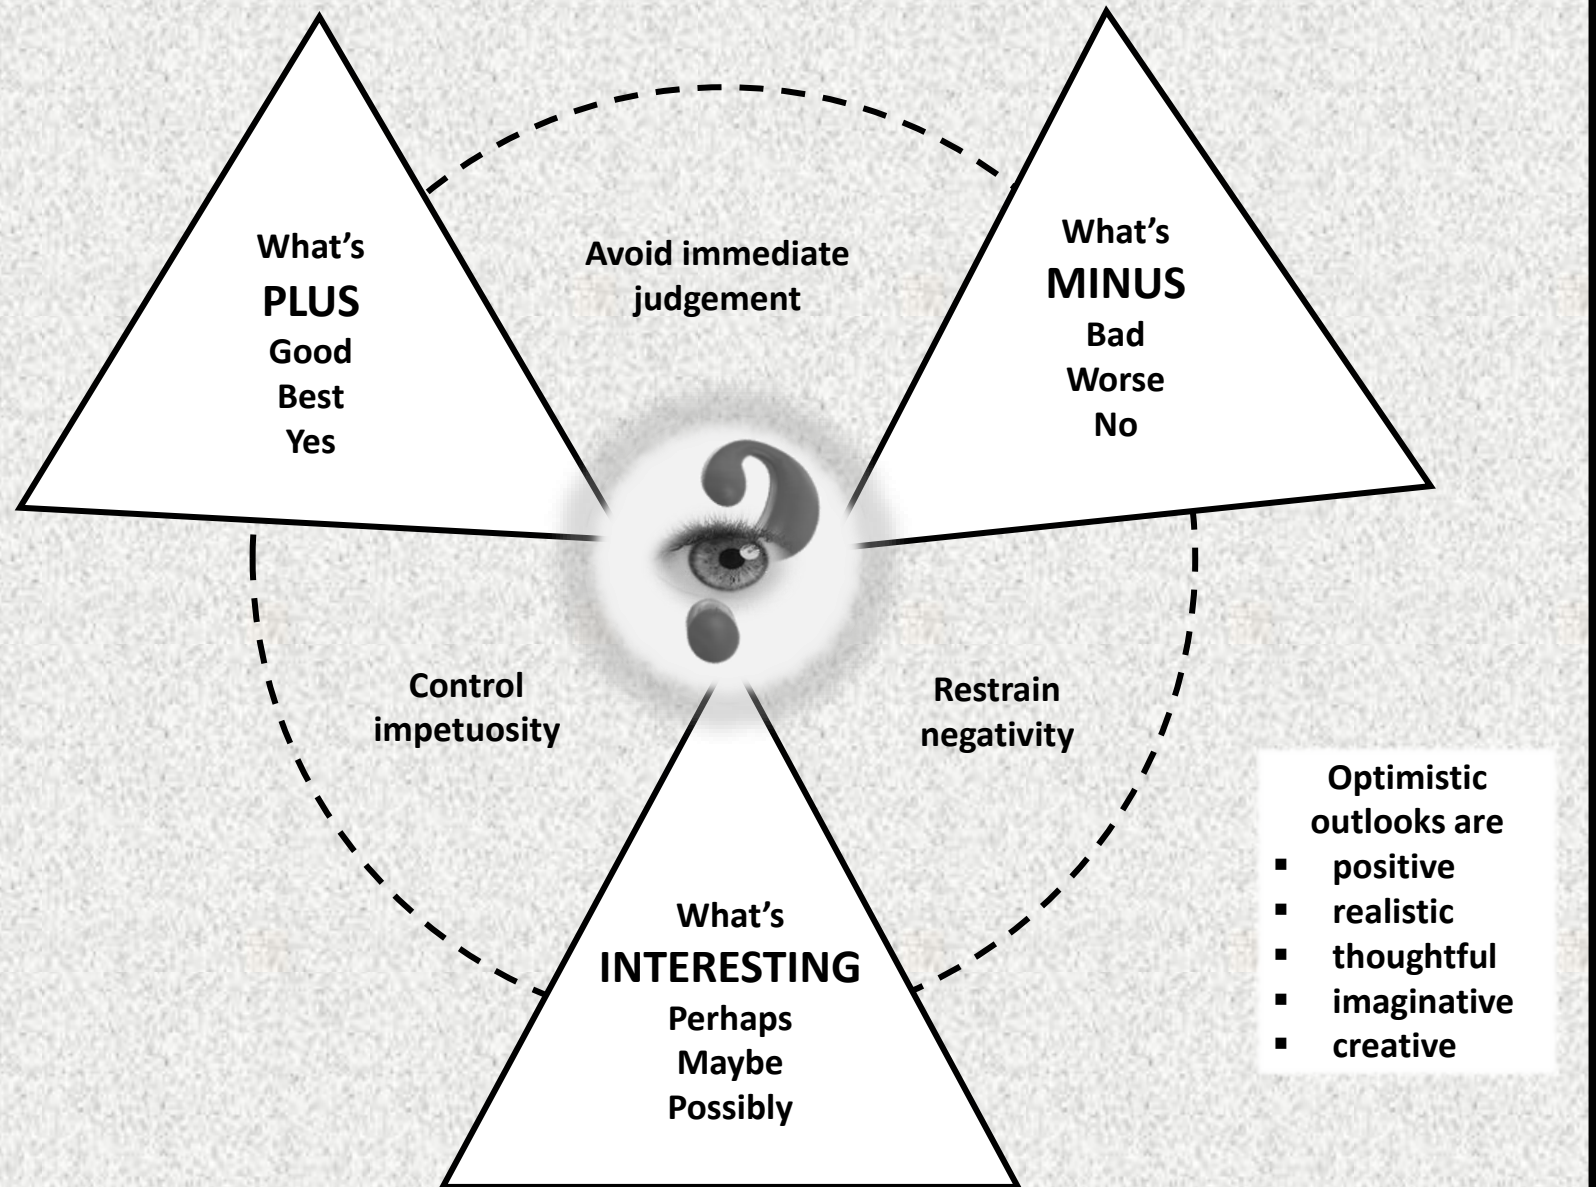 What's
PLUS
Good
Best
Yes
Avoid immediate
judgement
What's
MINUS
Bad
Worse
No
Control
impetuosity
Restrain
negativity
What's
INTERESTING
Perhaps
Maybe
Possibly
Optimistic
outlooks are
▪ positive
▪ realistic
▪ thoughtful
▪ imaginative
▪ creative